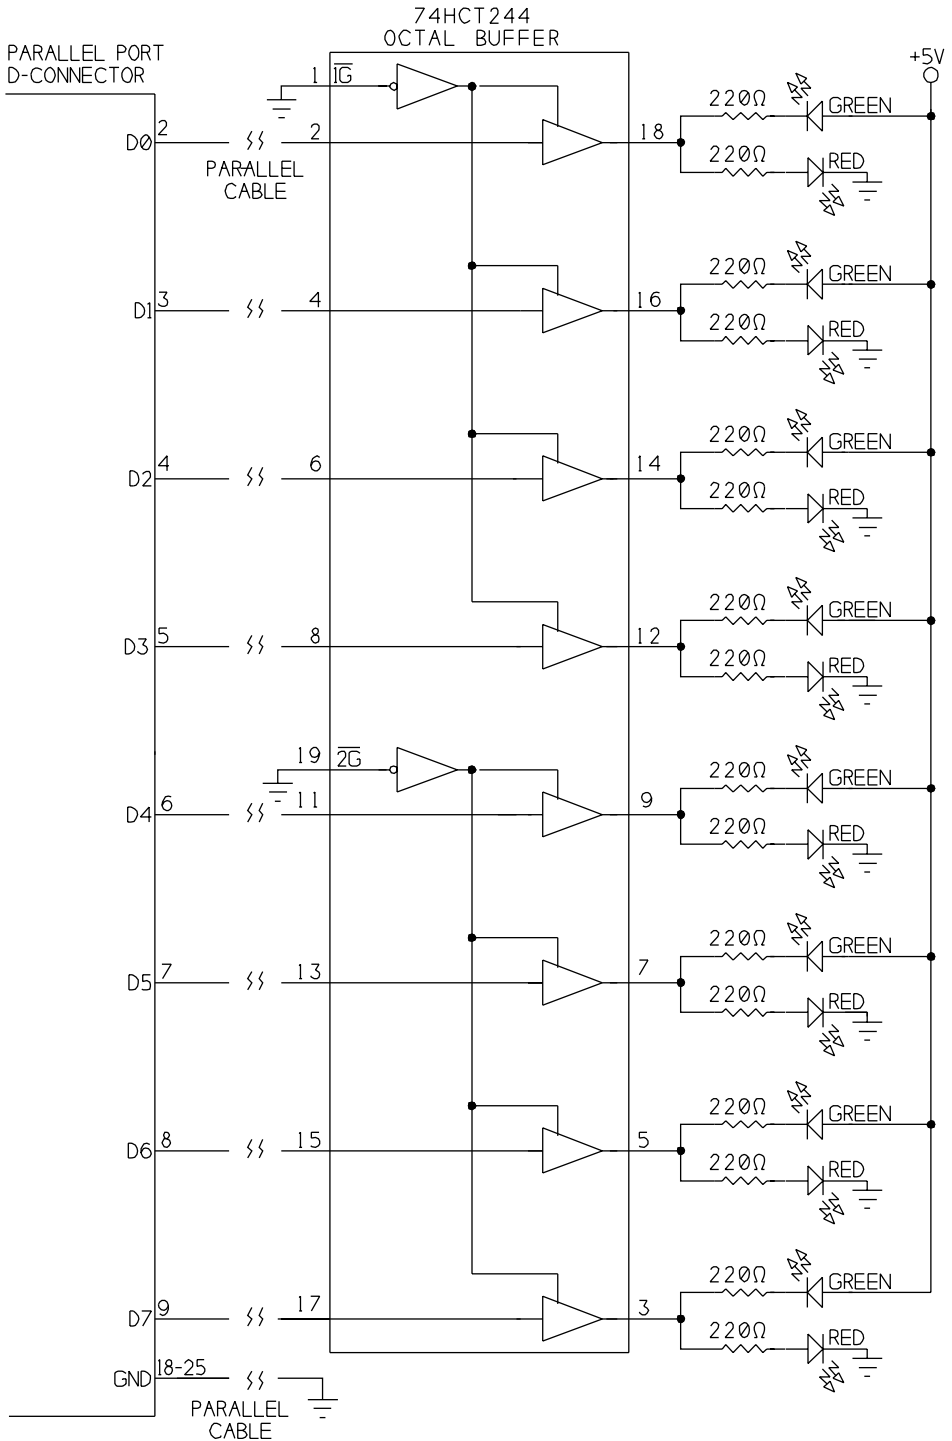 74HCT244
OCTAL BUFFER
PARALLEL PORT
D-CONNECTOR
+5V
1 1G
220Ω GREEN
D0 2 2 18
PARALLEL
CABLE
220Ω RED
220Ω GREEN
D1 3 4 16
220Ω RED
220Ω GREEN
D2 4 6 14
220Ω RED
220Ω GREEN
D3 5 8 12
220Ω RED
19 2G
220Ω GREEN
D4 6 11 9
220Ω RED
220Ω GREEN
D5 7 13 7
220Ω RED
220Ω GREEN
D6 8 15 5
220Ω RED
220Ω GREEN
D7 9 17 3
220Ω RED
GND 18-25
PARALLEL
CABLE